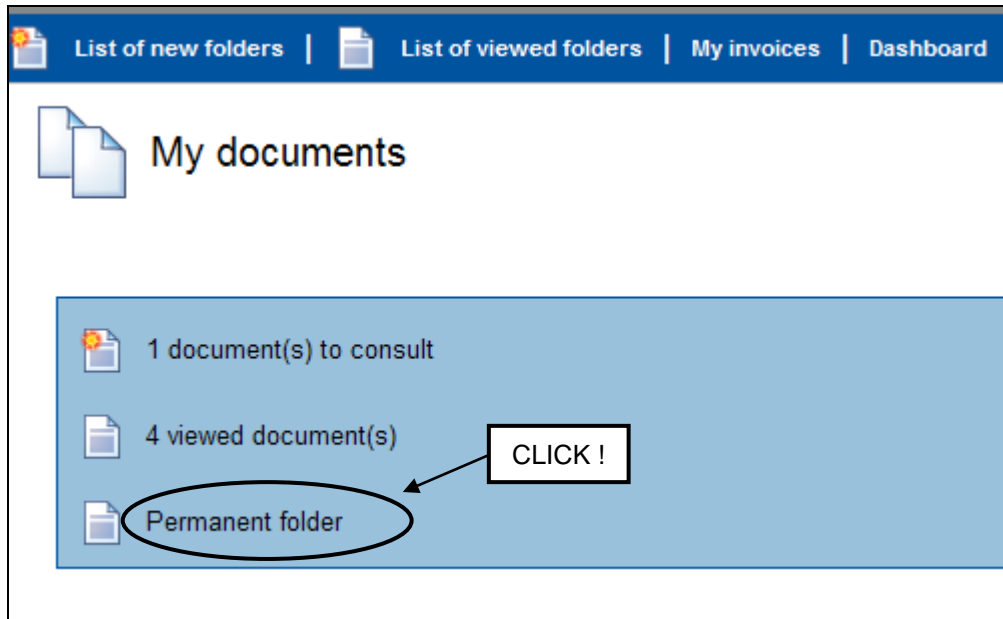 List of new folders | List of viewed folders | My invoices | Dashboard
My documents
1 document(s) to consult
4 viewed document(s)
CLICK !
Permanent folder